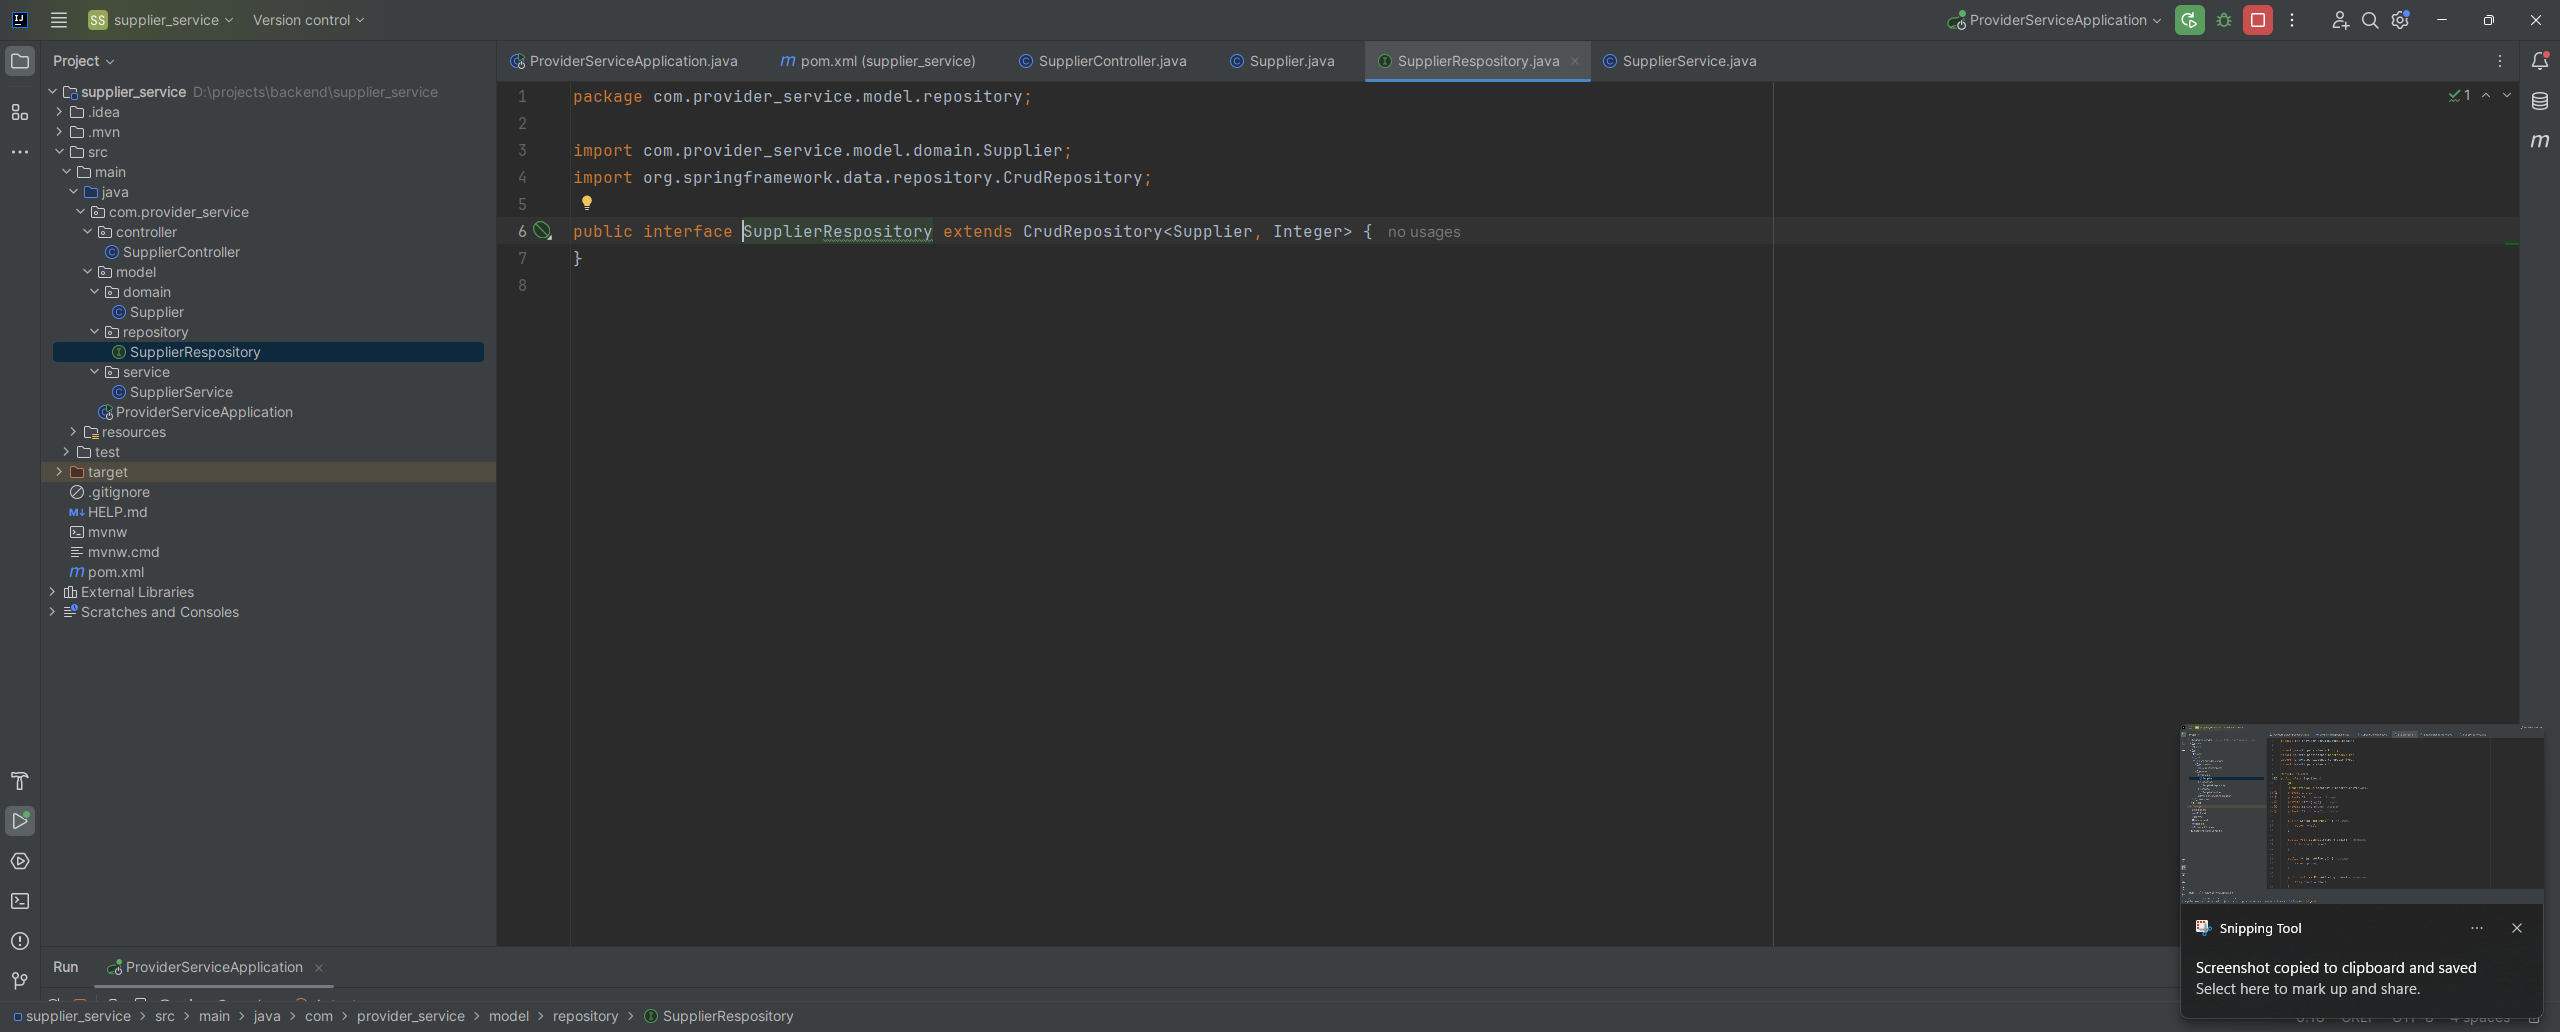 SS supplier_service Version control ProviderServiceApplication
Project
ProviderServiceApplication.java pom.xml (supplier_service) SupplierController.java Supplier.java SupplierRespository.java SupplierService.java
supplier_service D:\projects\backend\supplier_service
.idea
.mvn
src
main
java
com.provider_service
controller
SupplierController
model
domain
Supplier
repository
SupplierRespository
service
SupplierService
ProviderServiceApplication
resources
test
target
.gitignore
HELP.md
mvnw
mvnw.cmd
pom.xml
External Libraries
Scratches and Consoles
1 package com.provider_service.model.repository;
2
3 import com.provider_service.model.domain.Supplier;
4 import org.springframework.data.repository.CrudRepository;
5
6 public interface SupplierRespository extends CrudRepository<Supplier, Integer> { no usages
7 }
8
1
Run ProviderServiceApplication
Snipping Tool
Screenshot copied to clipboard and saved
Select here to mark up and share.
supplier_service > src > main > java > com > provider_service > model > repository > SupplierRespository